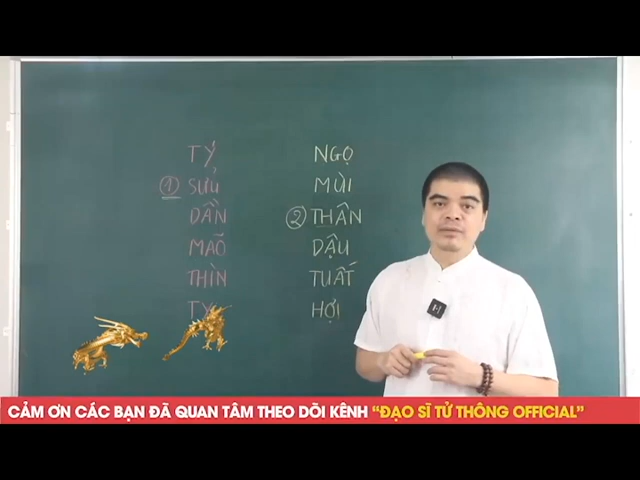 TÝ
① SỬU
DẦN
MÃO
THÌN
TỴ
NGỌ
MÙI
② THÂN
DẬU
TUẤT
HỢI
CẢM ƠN CÁC BẠN ĐÃ QUAN TÂM THEO DÕI KÊNH “ĐẠO SĨ TỬ THÔNG OFFICIAL”